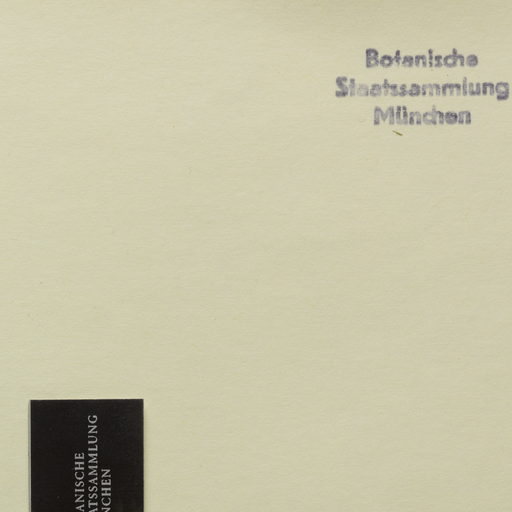 Botanische
Staatssammlung
München
ANISCHE
ATSSAMMLUNG
NCHEN